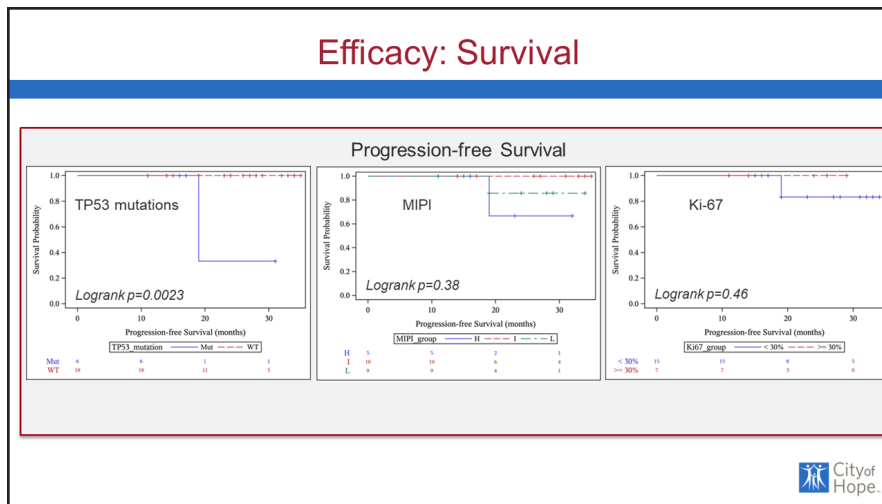 Efficacy: Survival
Progression-free Survival
1.0
0.8
0.6
0.4
0.2
0.0
Survival Probability
TP53 mutations
Logrank p=0.0023
0 10 20 30
Progression-free Survival (months)
TP53_mutation Mut WT
Mut 6 6 1 1
WT 18 18 11 5
1.0
0.8
0.6
0.4
0.2
0.0
Survival Probability
MIPI
Logrank p=0.38
0 10 20 30
Progression-free Survival (months)
MIPI_group H I L
H 5 5 2 1
I 10 10 6 4
L 9 9 4 1
1.0
0.8
0.6
0.4
0.2
0.0
Survival Probability
Ki-67
Logrank p=0.46
0 10 20 30
Progression-free Survival (months)
Ki67_group < 30% >= 30%
< 30% 15 15 8 5
>= 30% 7 7 3 0
City of
Hope